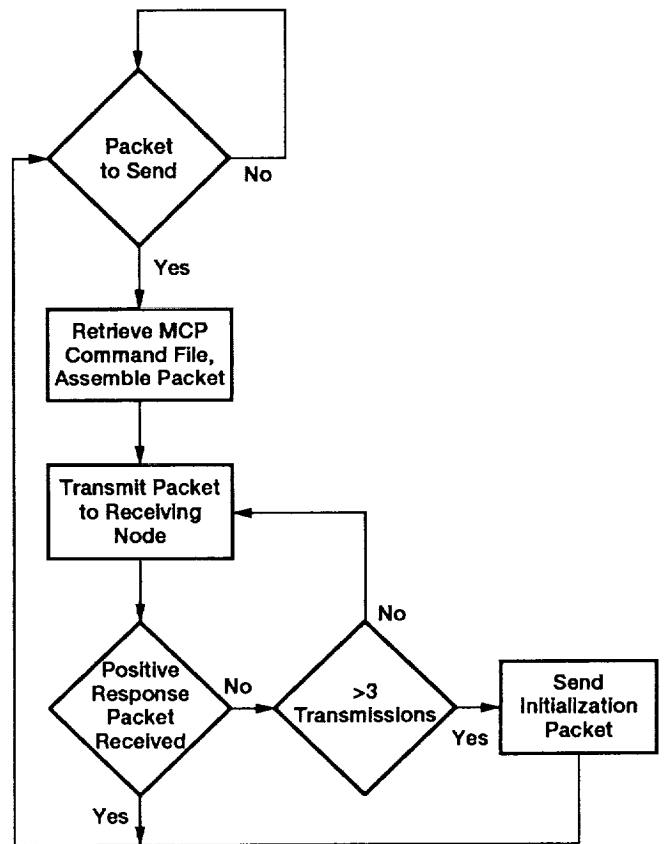 Packet
to Send
No
Yes
Retrieve MCP
Command File,
Assemble Packet
Transmit Packet
to Receiving
Node
No
Positive
Response
Packet
Received
No
>3
Transmissions
Yes
Send
Initialization
Packet
Yes